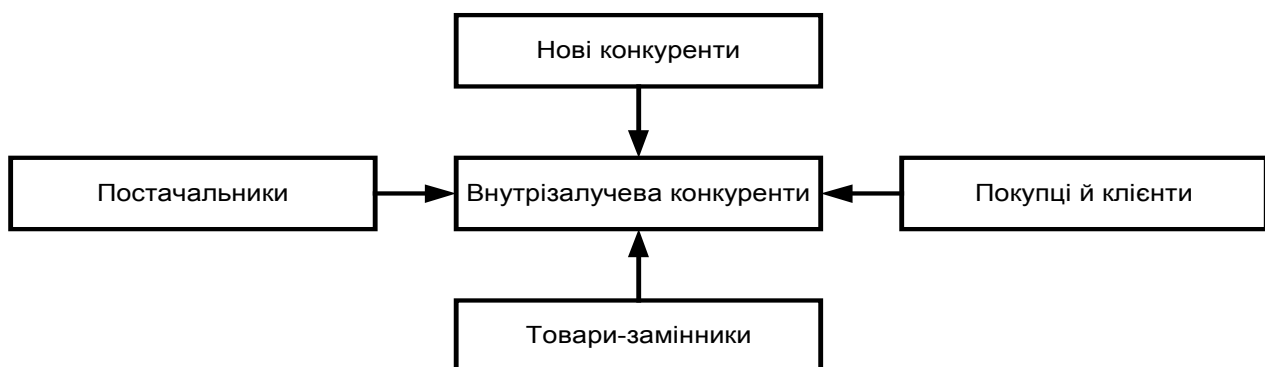 Нові конкуренти
Постачальники
Внутрізалучева конкуренти
Покупці й клієнти
Товари-замінники